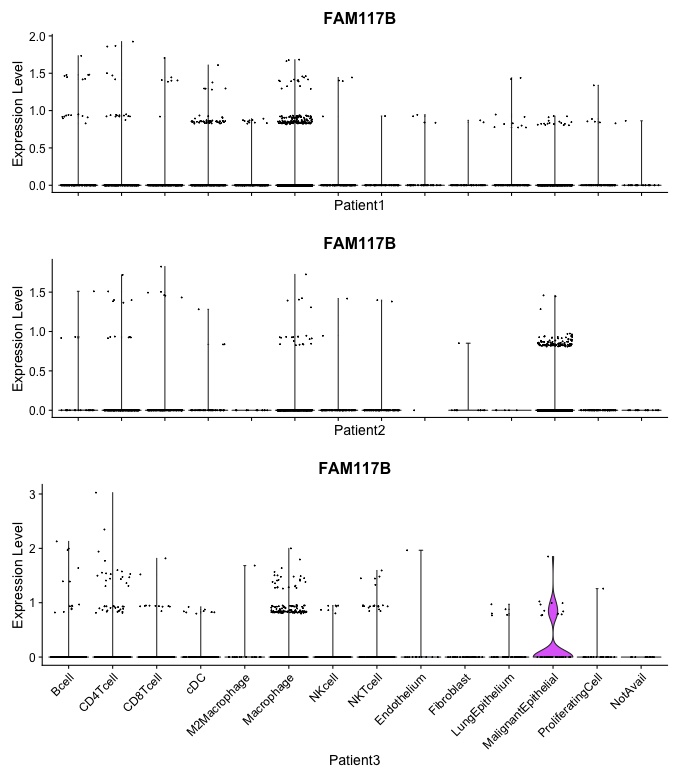 FAM117B
Expression Level
2.0
1.5
1.0
0.5
0.0
Patient1
FAM117B
Expression Level
1.5
1.0
0.5
0.0
Patient2
FAM117B
Expression Level
3
2
1
0
Bcell
CD4Tcell
CD8Tcell
cDC
M2Macrophage
Macrophage
NKcell
NKTcell
Endothelium
Fibroblast
LungEpithelium
MalignantEpithelial
ProliferatingCell
NotAvail
Patient3